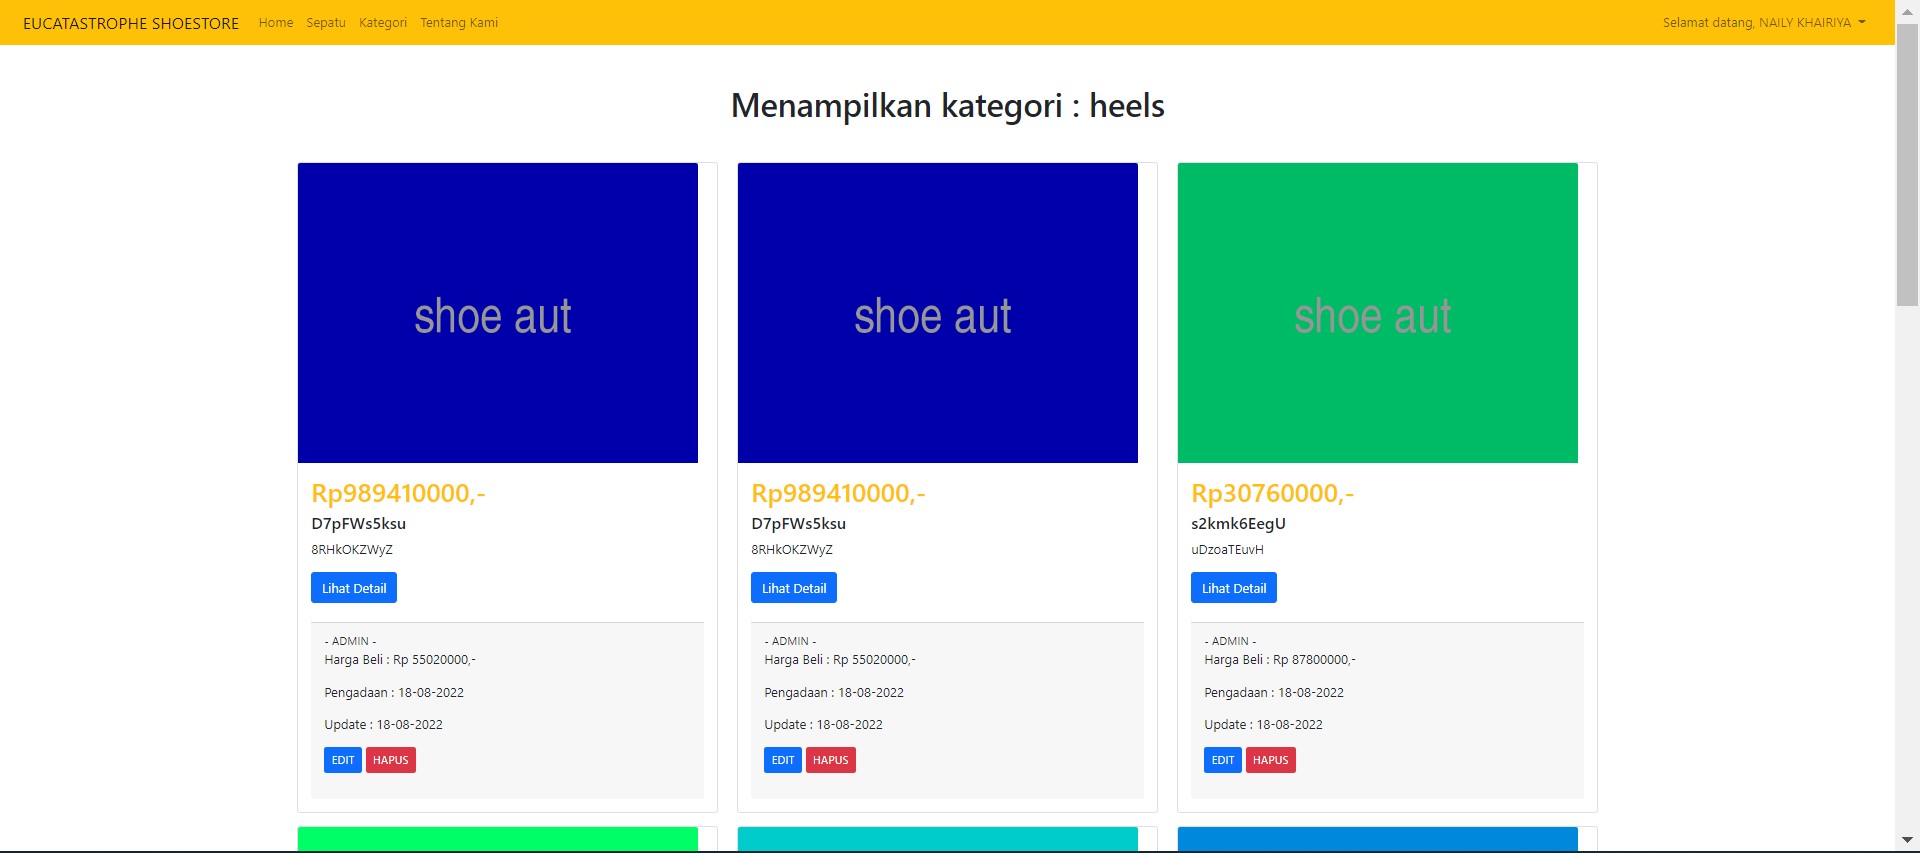 EUCATASTROPHE SHOESTORE Home Sepatu Kategori Tentang Kami Selamat datang, NAILY KHAIRIYA
Menampilkan kategori : heels
shoe aut
Rp989410000,-
D7pFWs5ksu
8RHkOKZWyZ
Lihat Detail
- ADMIN -
Harga Beli : Rp 55020000,-
Pengadaan : 18-08-2022
Update : 18-08-2022
EDIT HAPUS
shoe aut
Rp989410000,-
D7pFWs5ksu
8RHkOKZWyZ
Lihat Detail
- ADMIN -
Harga Beli : Rp 55020000,-
Pengadaan : 18-08-2022
Update : 18-08-2022
EDIT HAPUS
shoe aut
Rp30760000,-
s2kmk6EegU
uDzoaTEuvH
Lihat Detail
- ADMIN -
Harga Beli : Rp 87800000,-
Pengadaan : 18-08-2022
Update : 18-08-2022
EDIT HAPUS